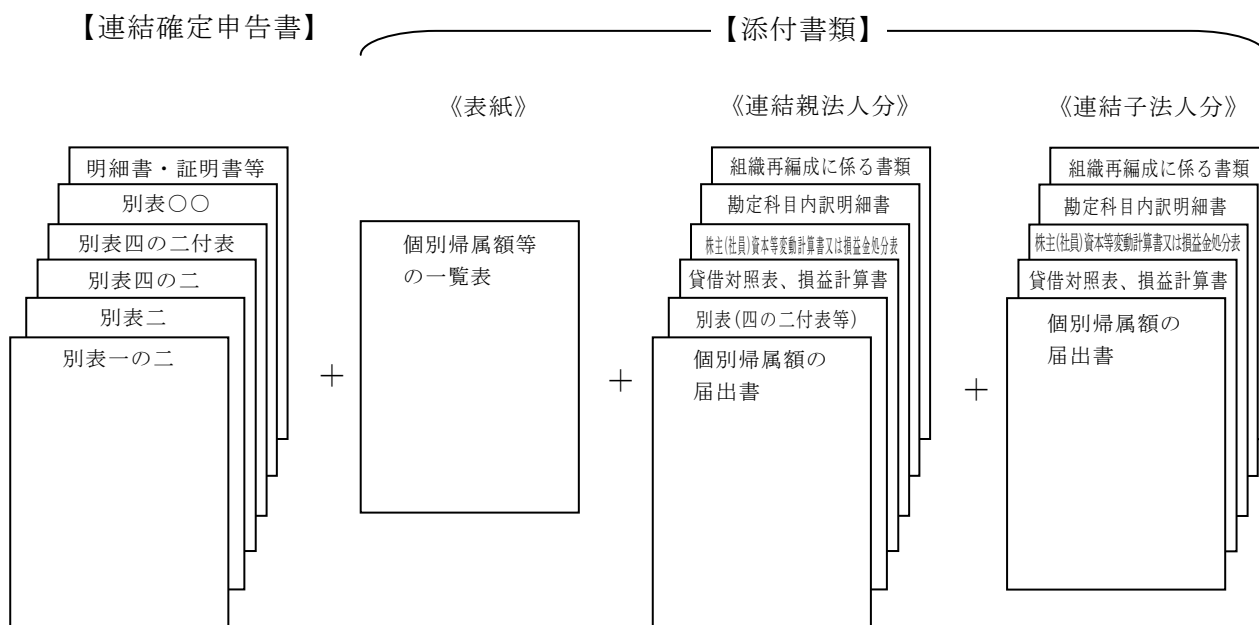 【連結確定申告書】
【添付書類】
《表紙》
《連結親法人分》
《連結子法人分》
明細書・証明書等
別表○○
別表四の二付表
別表四の二
別表二
別表一の二
+
個別帰属額等
の一覧表
+
組織再編成に係る書類
勘定科目内訳明細書
株主(社員)資本等変動計算書又は損益金処分表
貸借対照表、損益計算書
別表(四の二付表等)
個別帰属額の
届出書
+
組織再編成に係る書類
勘定科目内訳明細書
株主(社員)資本等変動計算書又は損益金処分表
貸借対照表、損益計算書
個別帰属額の
届出書